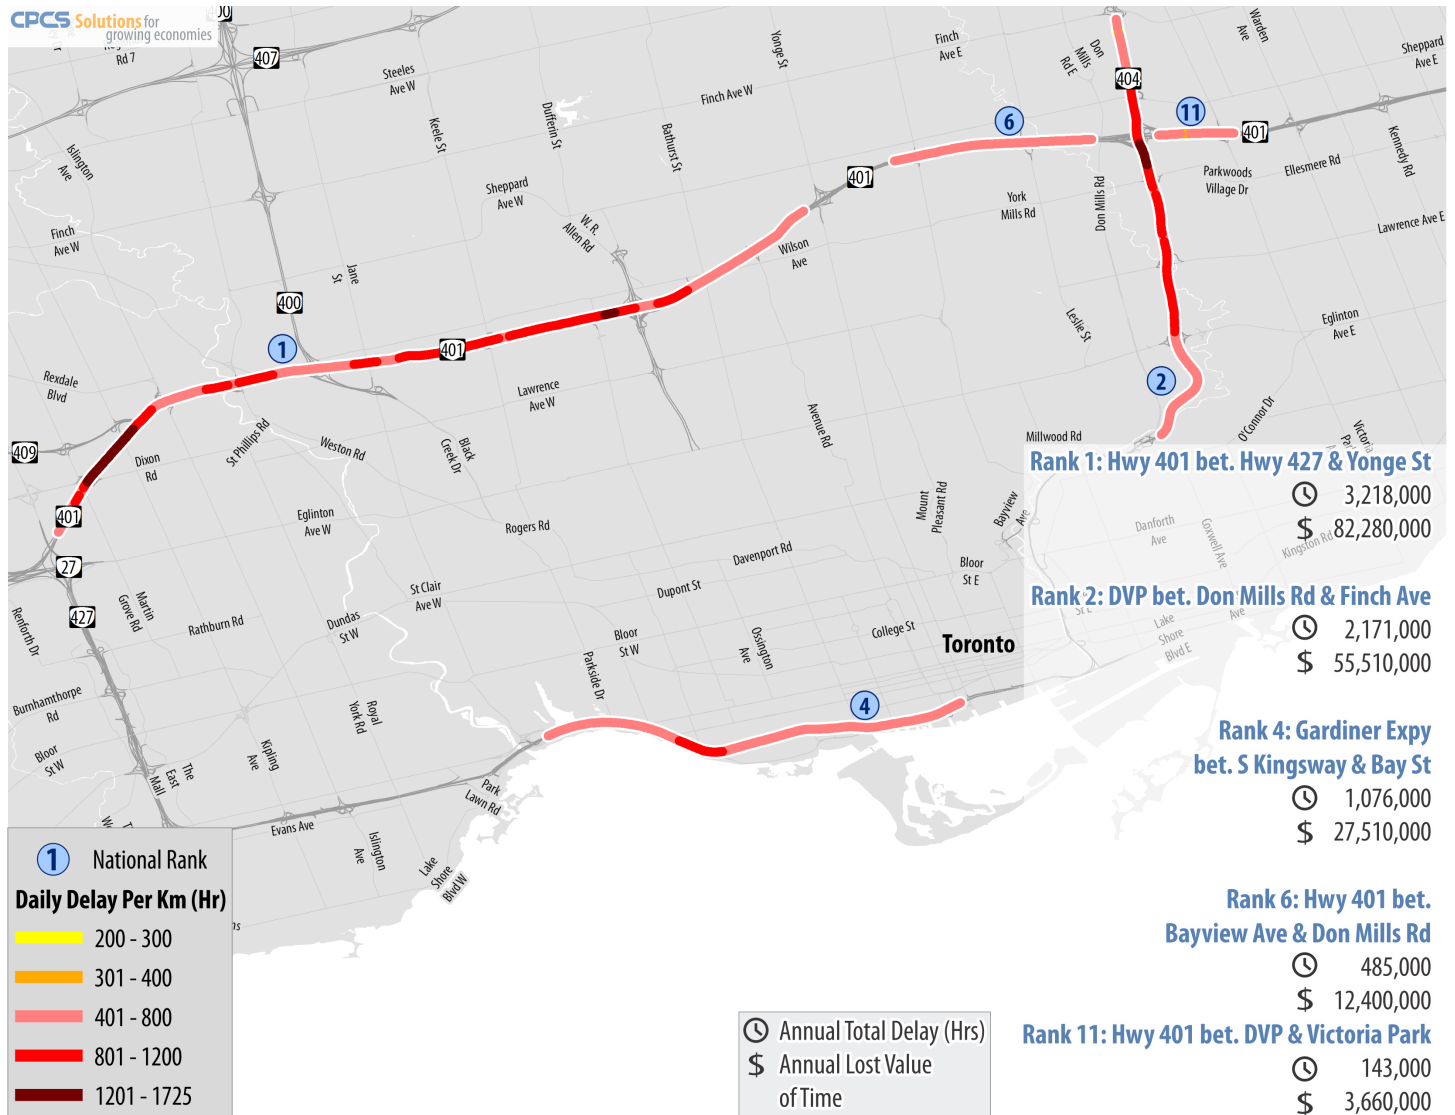 CPCS Solutions for
growing economies
Rd 7
407
Steeles
Ave W
Keele St
Dufferin St
Finch Ave W
Bathurst St
Yonge St
Finch
Ave E
Don
Mills
Rd E
404
Warden
Ave
Sheppard
Ave E
6
11
401
Kennedy Rd
Ellesmere Rd
Parkwoods
Village Dr
Lawrence Ave E
Islington
Ave
Finch
Ave W
Sheppard
Ave W
W. R.
Allen Rd
401
York
Mills Rd
Don Mills Rd
Wilson
Ave
Jane
St
400
1
401
Leslie St
Eglinton
Ave E
2
Rexdale
Blvd
409
Dixon
Rd
St Phillips Rd
Weston Rd
Black
Creek Dr
Lawrence
Ave W
Avenue Rd
O'Connor Dr
Millwood Rd
Victoria
401
27
427
Eglinton
Ave W
Rogers Rd
Mount
Pleasant Rd
Bayview
Ave
Davenport Rd
Bloor
St E
Danforth
Ave
Coxwell Ave
Kingston Rd
Renforth Dr
Martin
Grove Rd
Rathburn Rd
Dundas
St W
St Clair
Ave W
Dupont St
Bloor
St W
Ossington
Ave
College St
Toronto
Lake
Shore
Blvd E
Ave
Parkside Dr
4
Burnhamthorpe
Rd
Bloor
St W
The
East
Mall
Kipling
Ave
Royal
York Rd
Park
Lawn Rd
Evans Ave
Islington
Ave
Lake
Shore
Blvd W
Rank 1: Hwy 401 bet. Hwy 427 & Yonge St
3,218,000
$ 82,280,000
Rank 2: DVP bet. Don Mills Rd & Finch Ave
2,171,000
$ 55,510,000
Rank 4: Gardiner Expy
bet. S Kingsway & Bay St
1,076,000
$ 27,510,000
Rank 6: Hwy 401 bet.
Bayview Ave & Don Mills Rd
485,000
$ 12,400,000
Rank 11: Hwy 401 bet. DVP & Victoria Park
143,000
$ 3,660,000
1 National Rank
Daily Delay Per Km (Hr)
200 - 300
301 - 400
401 - 800
801 - 1200
1201 - 1725
Annual Total Delay (Hrs)
$ Annual Lost Value
of Time